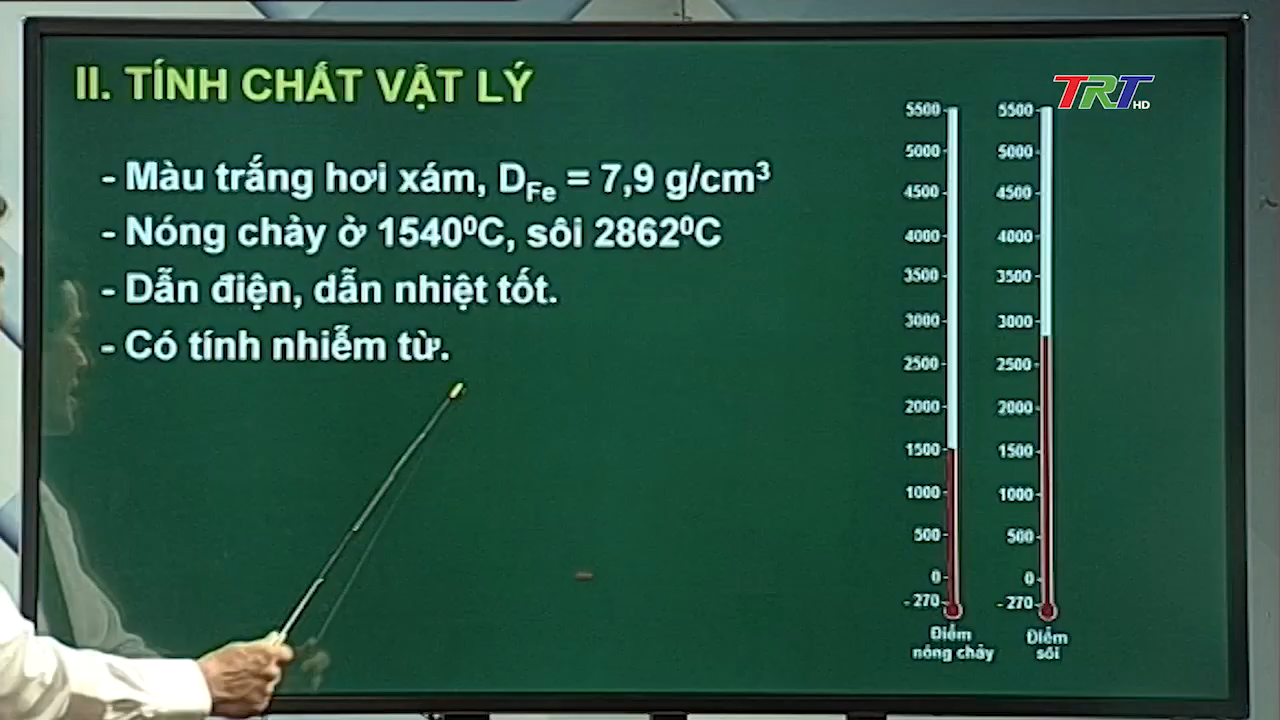 II. TÍNH CHẤT VẬT LÝ
TRT HD
- Màu trắng hơi xám, DFe = 7,9 g/cm³
- Nóng chảy ở 1540⁰C, sôi 2862⁰C
- Dẫn điện, dẫn nhiệt tốt.
- Có tính nhiễm từ.
5500
5000
4500
4000
3500
3000
2500
2000
1500
1000
500
0
- 270
Điểm
nóng chảy
5500
5000
4500
4000
3500
3000
2500
2000
1500
1000
500
0
- 270
Điểm
sôi